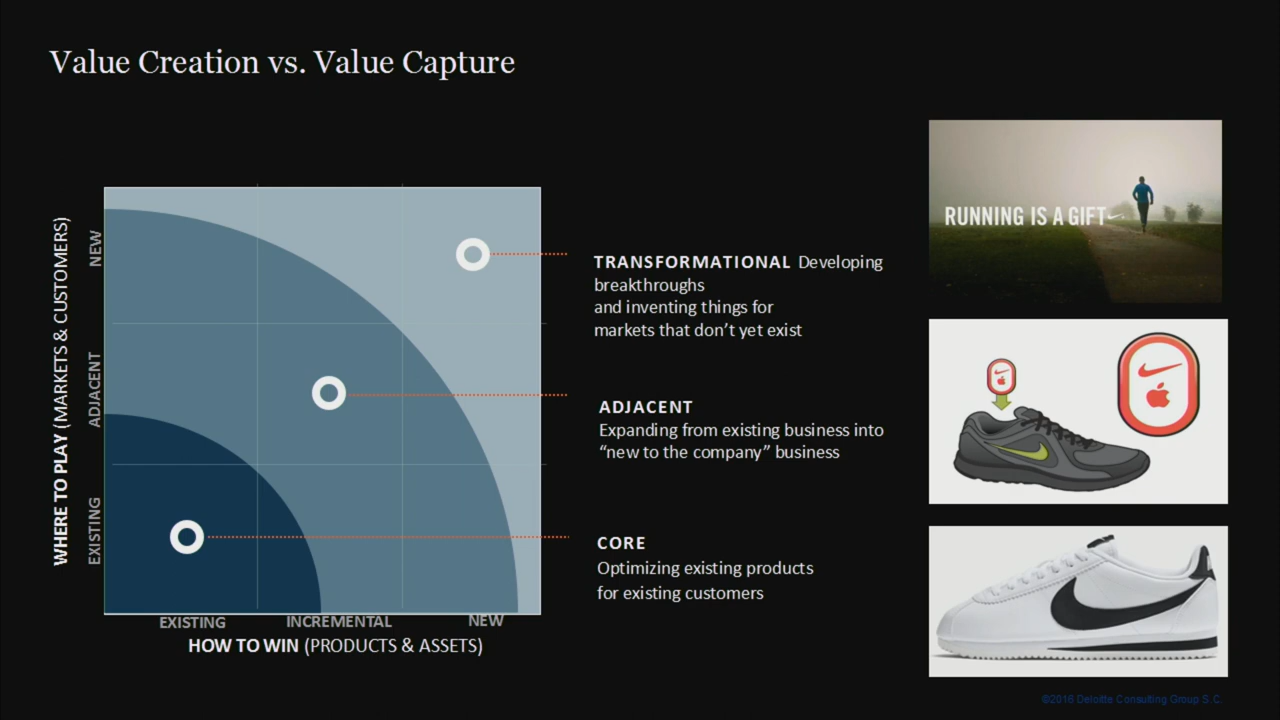 Value Creation vs. Value Capture
WHERE TO PLAY (MARKETS & CUSTOMERS)
NEW
ADJACENT
EXISTING
EXISTING
INCREMENTAL
NEW
HOW TO WIN (PRODUCTS & ASSETS)
TRANSFORMATIONAL Developing
breakthroughs
and inventing things for
markets that don’t yet exist
ADJACENT
Expanding from existing business into
“new to the company” business
CORE
Optimizing existing products
for existing customers
RUNNING IS A GIFT
©2016 Deloitte Consulting Group S.C.